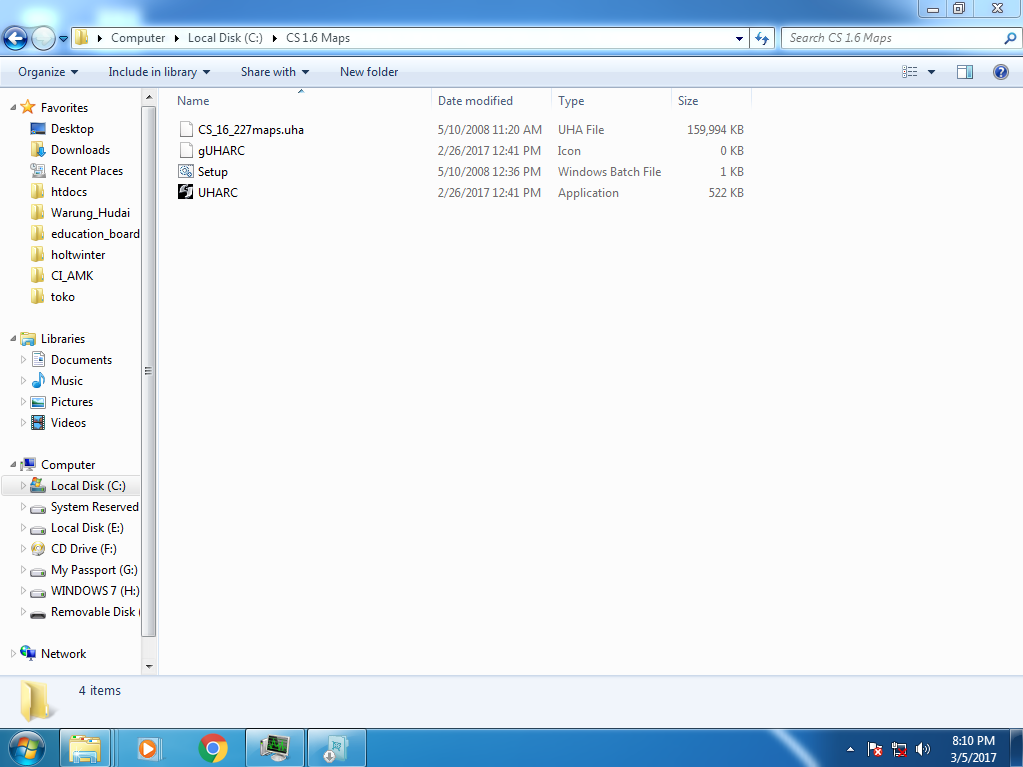 Computer Local Disk (C:) CS 1.6 Maps Search CS 1.6 Maps
Organize Include in library Share with New folder
Name Date modified Type Size
CS_16_227maps.uha 5/10/2008 11:20 AM UHA File 159,994 KB
gUHARC 2/26/2017 12:41 PM Icon 0 KB
Setup 5/10/2008 12:36 PM Windows Batch File 1 KB
UHARC 2/26/2017 12:41 PM Application 522 KB
Favorites
Desktop
Downloads
Recent Places
htdocs
Warung_Hudai
education_board
holtwinter
CI_AMK
toko
Libraries
Documents
Music
Pictures
Videos
Computer
Local Disk (C:)
System Reserved
Local Disk (E:)
CD Drive (F:)
My Passport (G:)
WINDOWS 7 (H:)
Removable Disk (
Network
4 items
8:10 PM
3/5/2017